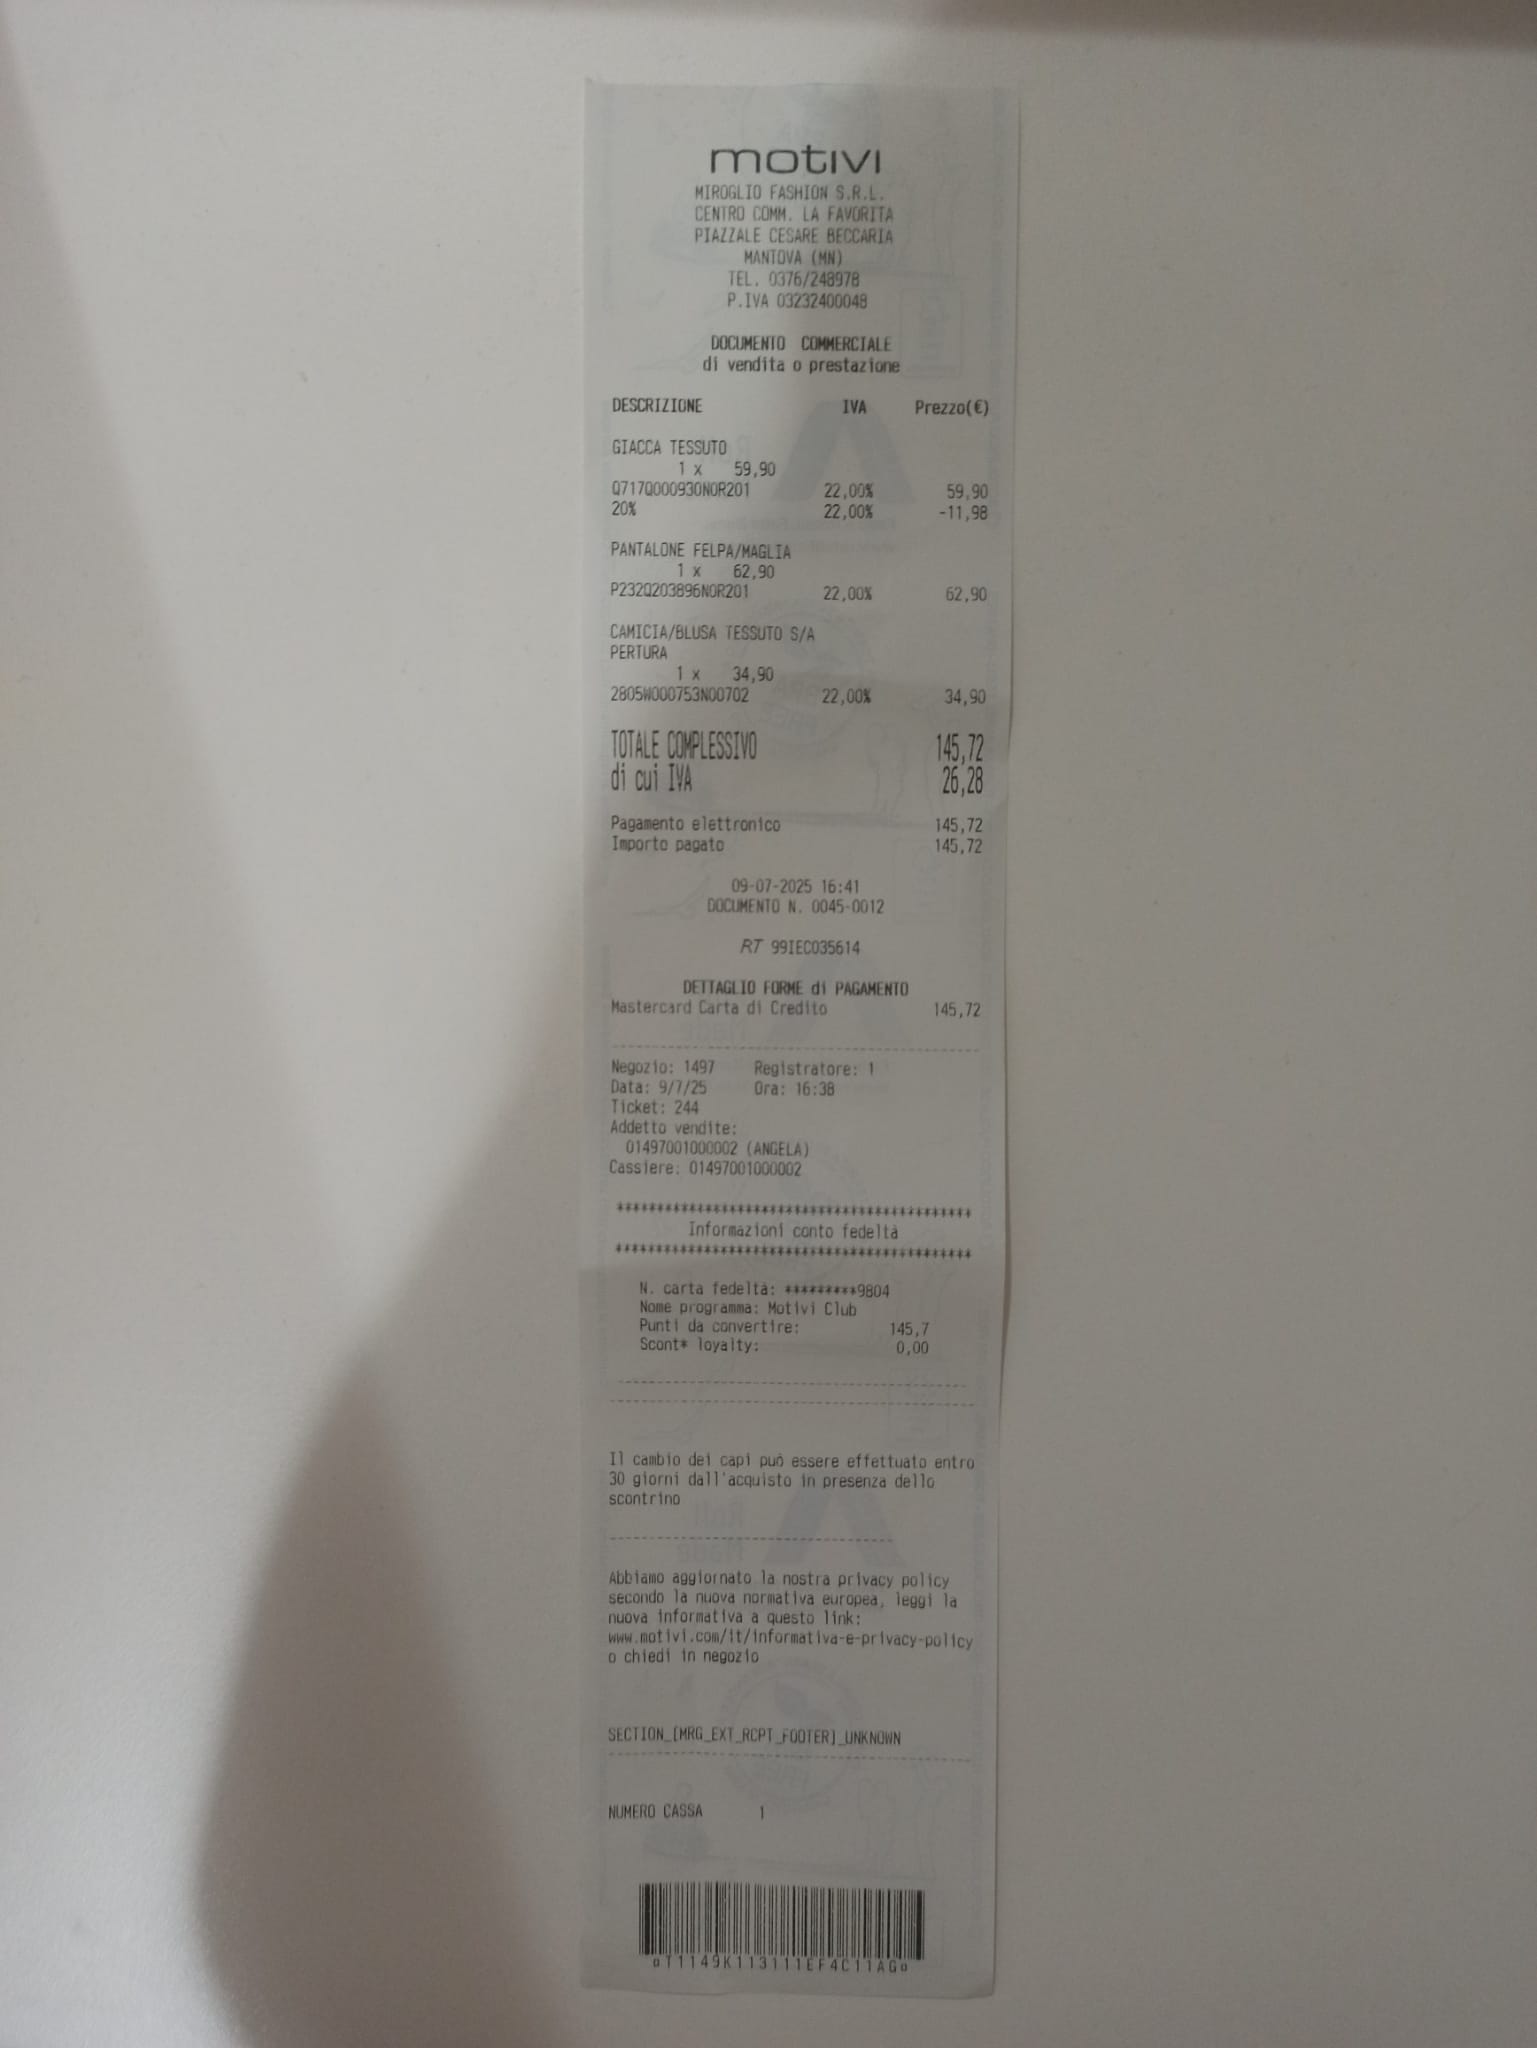 motivi
MIROGLIO FASHION S.R.L.
CENTRO COMM. LA FAVORITA
PIAZZALE CESARE BECCARIA
MANTOVA (MN)
TEL. 0376/248978
P.IVA 03232400048
DOCUMENTO COMMERCIALE
di vendita o prestazione
DESCRIZIONE IVA Prezzo(€)
GIACCA TESSUTO
1 x 59,90
Q717Q000930NOR201 22,00% 59,90
20% 22,00% -11,98
PANTALONE FELPA/MAGLIA
1 x 62,90
P232Q203896NOR201 22,00% 62,90
CAMICIA/BLUSA TESSUTO S/A
PERTURA
1 x 34,90
2805W000753N00702 22,00% 34,90
TOTALE COMPLESSIVO 145,72
di cui IVA 26,28
Pagamento elettronico 145,72
Importo pagato 145,72
09-07-2025 16:41
DOCUMENTO N. 0045-0012
RT 99IEC035614
DETTAGLIO FORME di PAGAMENTO
Mastercard Carta di Credito 145,72
Negozio: 1497 Registratore: 1
Data: 9/7/25 Ora: 16:38
Ticket: 244
Addetto vendite:
01497001000002 (ANGELA)
Cassiere: 01497001000002
********************************************
Informazioni conto fedeltà
********************************************
N. carta fedeltà: *********9804
Nome programma: Motivi Club
Punti da convertire: 145,7
Scont* loyalty: 0,00
Il cambio dei capi può essere effettuato entro
30 giorni dall'acquisto in presenza dello
scontrino
Abbiamo aggiornato la nostra privacy policy
secondo la nuova normativa europea, leggi la
nuova informativa a questo link:
www.motivi.com/it/informativa-e-privacy-policy
o chiedi in negozio
SECTION_[MRG_EXT_RCPT_FOOTER]_UNKNOWN
NUMERO CASSA 1
aT1149K113111EF4C11AGa